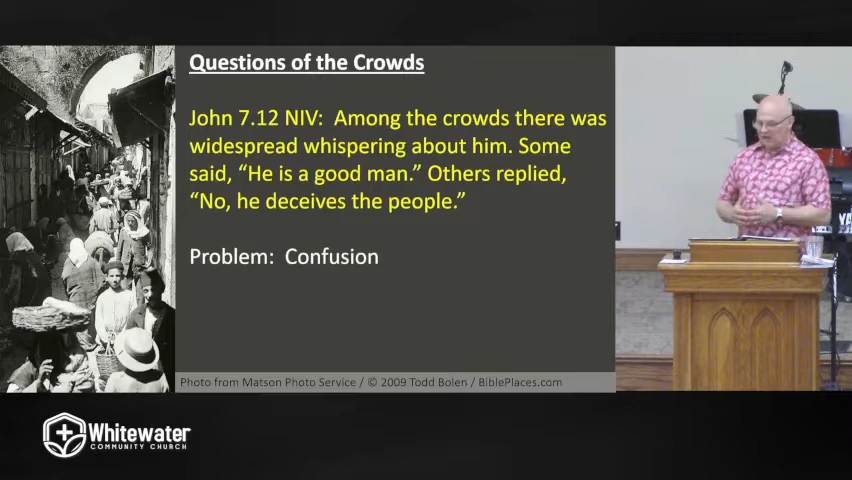 Questions of the Crowds
John 7.12 NIV:  Among the crowds there was
widespread whispering about him. Some
said, “He is a good man.” Others replied,
“No, he deceives the people.”
Problem:  Confusion
Photo from Matson Photo Service / © 2009 Todd Bolen / BiblePlaces.com
Whitewater
COMMUNITY CHURCH